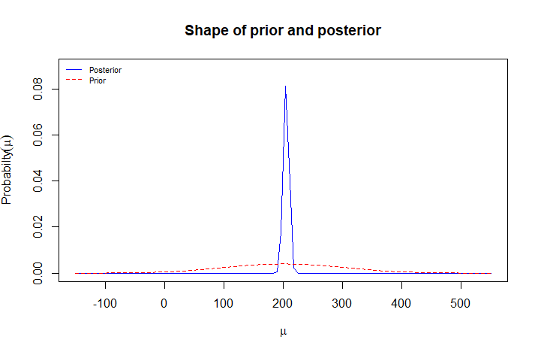 Shape of prior and posterior
Posterior
Prior
Probabilty(μ)
0.08
0.06
0.04
0.02
0.00
-100 0 100 200 300 400 500
μ